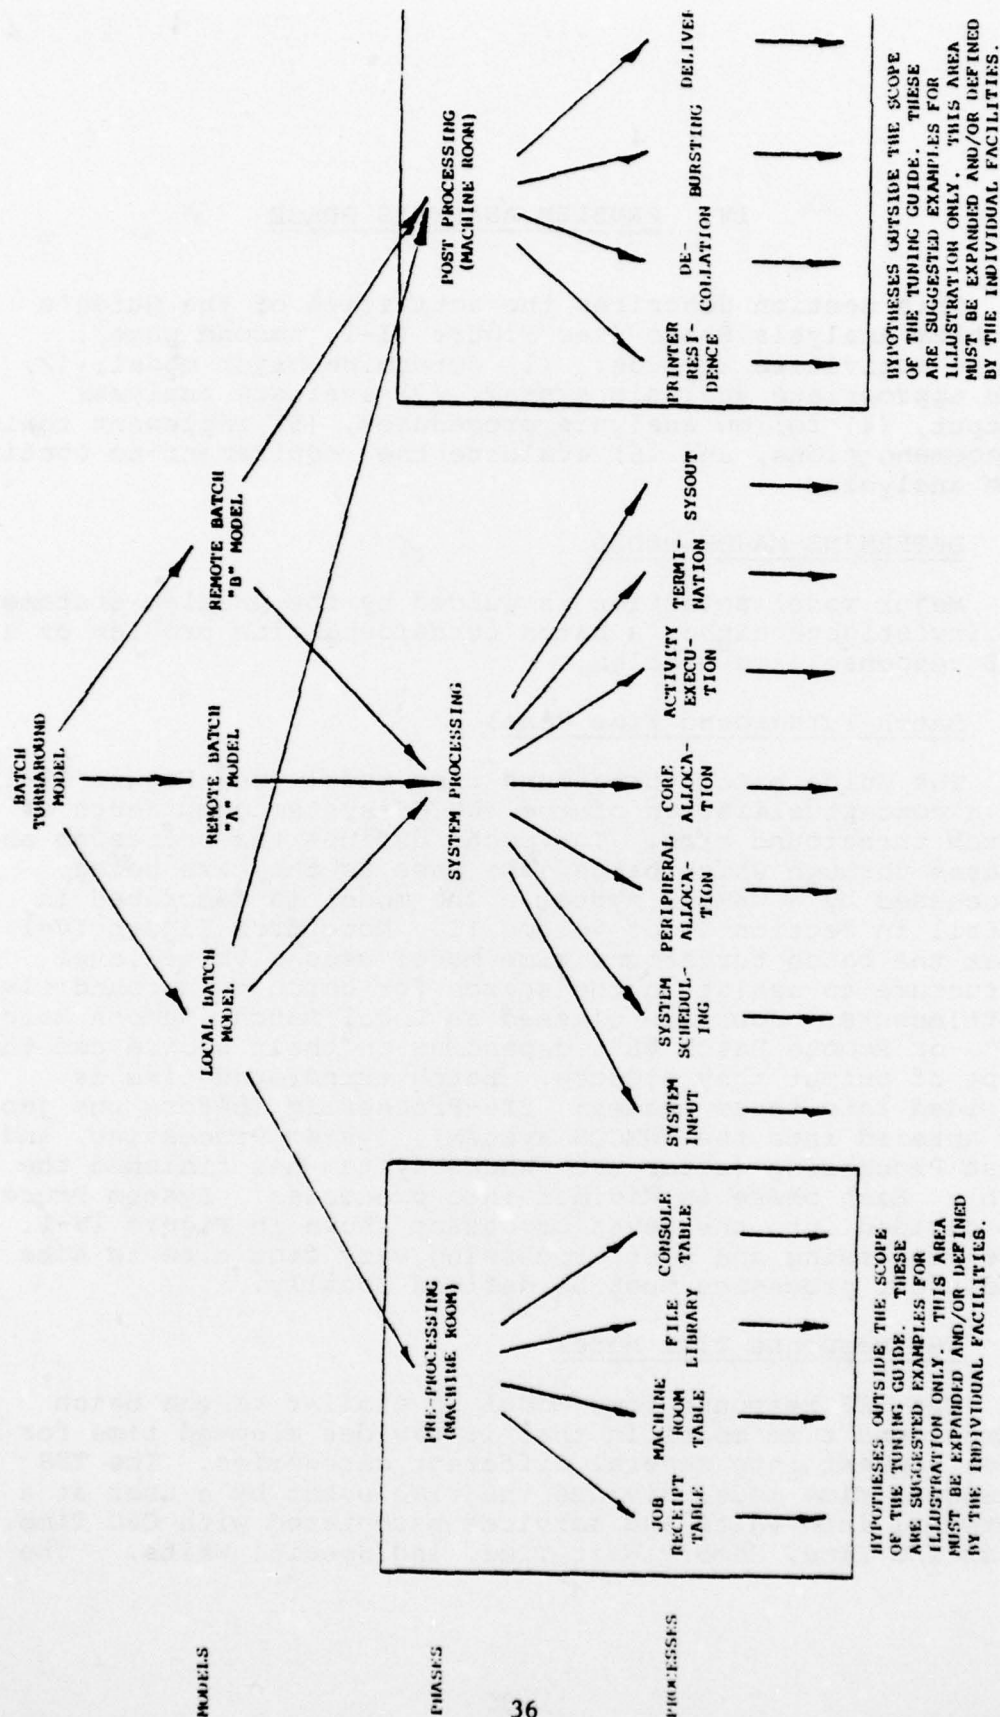 MODELS
BATCH
TURNAROUND
MODEL
LOCAL BATCH
MODEL
REMOTE BATCH
"A" MODEL
REMOTE BATCH
"B" MODEL
PHASES
PRE-PROCESSING
(MACHINE ROOM)
SYSTEM PROCESSING
POST PROCESSING
(MACHINE ROOM)
PROCESSES
JOB
RECEIPT
TABLE
MACHINE
ROOM
TABLE
FILE
LIBRARY
CONSOLE
TABLE
SYSTEM
INPUT
SYSTEM
SCHEDUL-
ING
PERIPHERAL
ALLOCA-
TION
CORE
ALLOCA-
TION
ACTIVITY
EXECU-
TION
TERMI-
NATION
SYSOUT
PRINTER
RESI-
DENCE
DE-
COLLATION
BURSTING
DELIVER
HYPOTHESES OUTSIDE THE SCOPE
OF THE TUNING GUIDE. THESE
ARE SUGGESTED EXAMPLES FOR
ILLUSTRATION ONLY. THIS AREA
MUST BE EXPANDED AND/OR DEFINED
BY THE INDIVIDUAL FACILITIES.
HYPOTHESES OUTSIDE THE SCOPE
OF THE TUNING GUIDE. THESE
ARE SUGGESTED EXAMPLES FOR
ILLUSTRATION ONLY. THIS AREA
MUST BE EXPANDED AND/OR DEFINED
BY THE INDIVIDUAL FACILITIES.
36